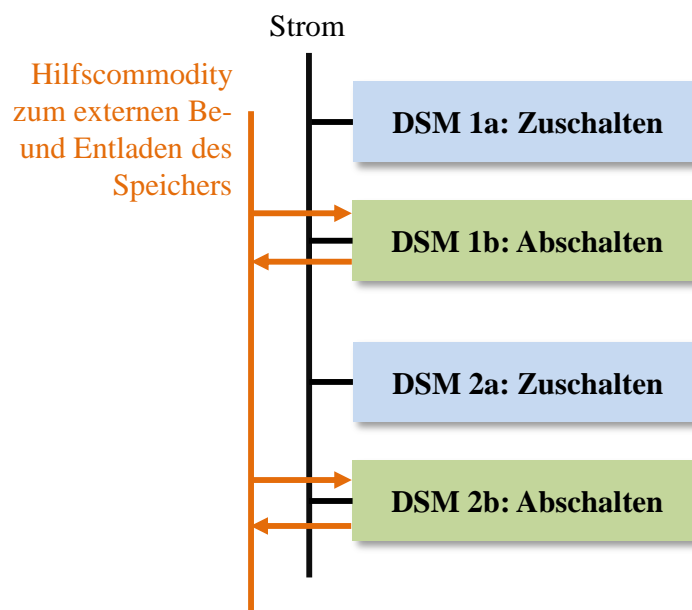 Strom
Hilfscommodity
zum externen Be-
und Entladen des
Speichers
DSM 1a: Zuschalten
DSM 1b: Abschalten
DSM 2a: Zuschalten
DSM 2b: Abschalten